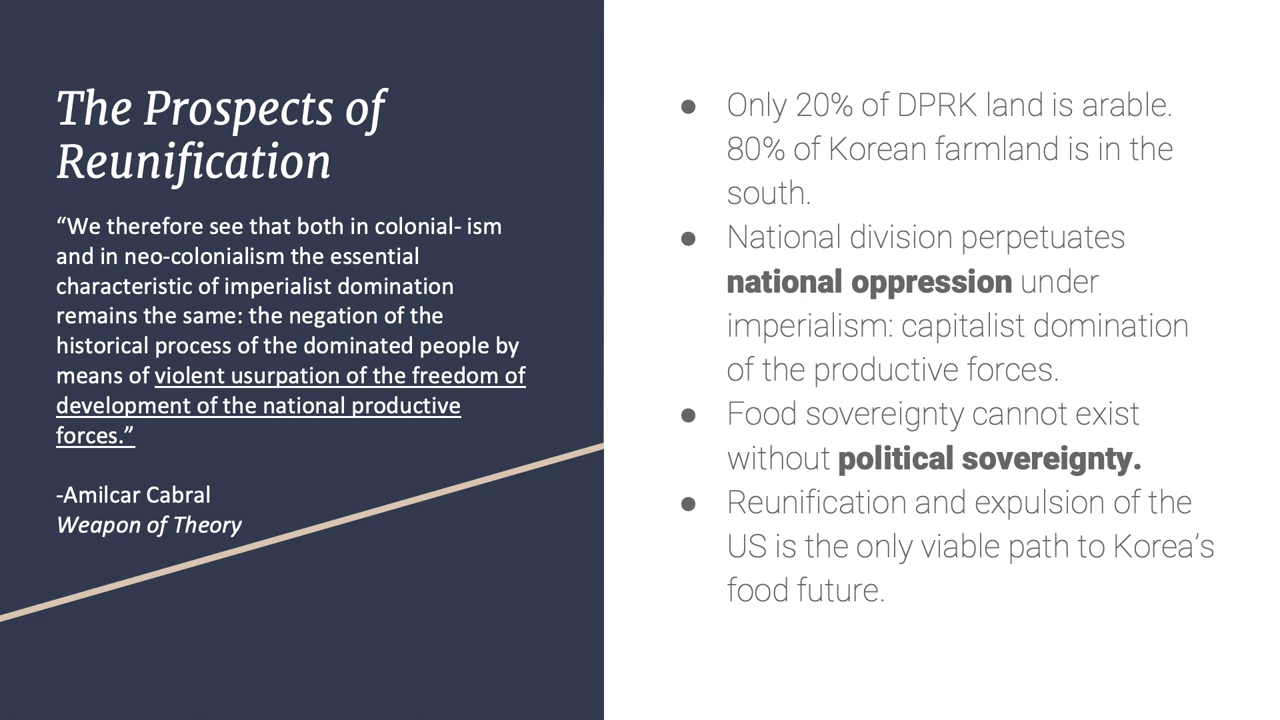 The Prospects of
Reunification
“We therefore see that both in colonial- ism
and in neo-colonialism the essential
characteristic of imperialist domination
remains the same: the negation of the
historical process of the dominated people by
means of violent usurpation of the freedom of
development of the national productive
forces.”
-Amilcar Cabral
Weapon of Theory
● Only 20% of DPRK land is arable.
80% of Korean farmland is in the
south.
● National division perpetuates
national oppression under
imperialism: capitalist domination
of the productive forces.
● Food sovereignty cannot exist
without political sovereignty.
● Reunification and expulsion of the
US is the only viable path to Korea’s
food future.